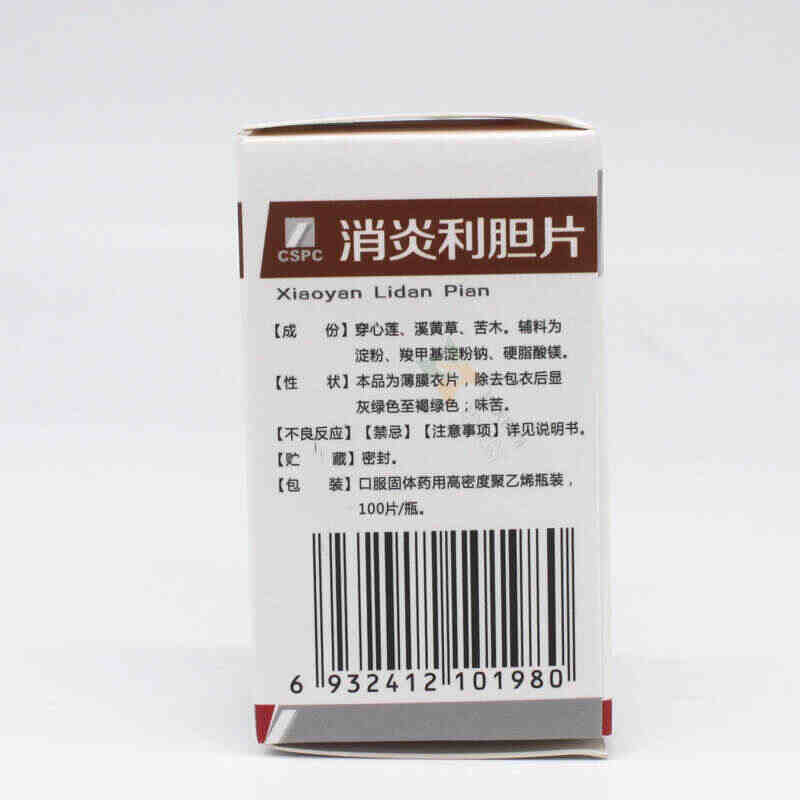 CSPC 消炎利胆片
Xiaoyan Lidan Pian
【成 份】穿心莲、溪黄草、苦木。辅料为
淀粉、羧甲基淀粉钠、硬脂酸镁。
【性 状】本品为薄膜衣片，除去包衣后显
灰绿色至褐绿色；味苦。
【不良反应】【禁忌】【注意事项】详见说明书。
【贮 藏】密封。
【包 装】口服固体药用高密度聚乙烯瓶装，
100片/瓶。
6 932412 101980